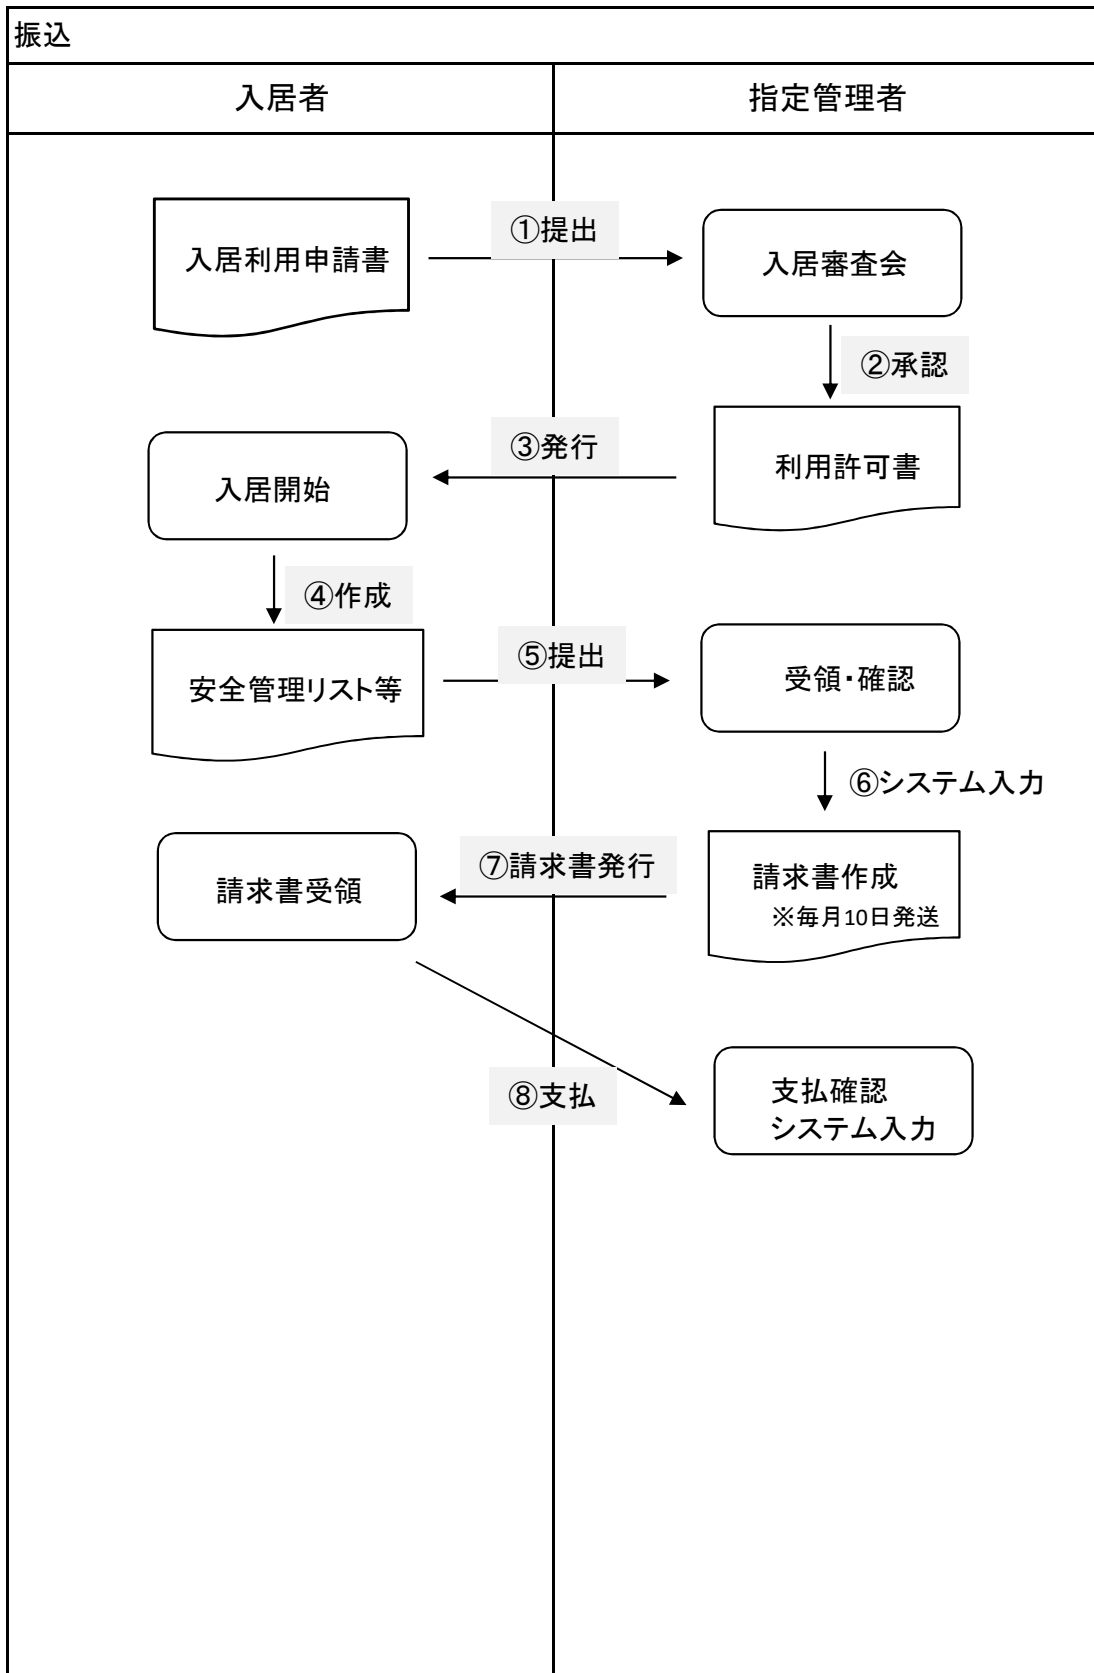 振込
入居者
指定管理者
入居利用申請書
①提出
入居審査会
②承認
利用許可書
③発行
入居開始
④作成
安全管理リスト等
⑤提出
受領・確認
⑥システム入力
請求書作成
※毎月10日発送
⑦請求書発行
請求書受領
⑧支払
支払確認
システム入力